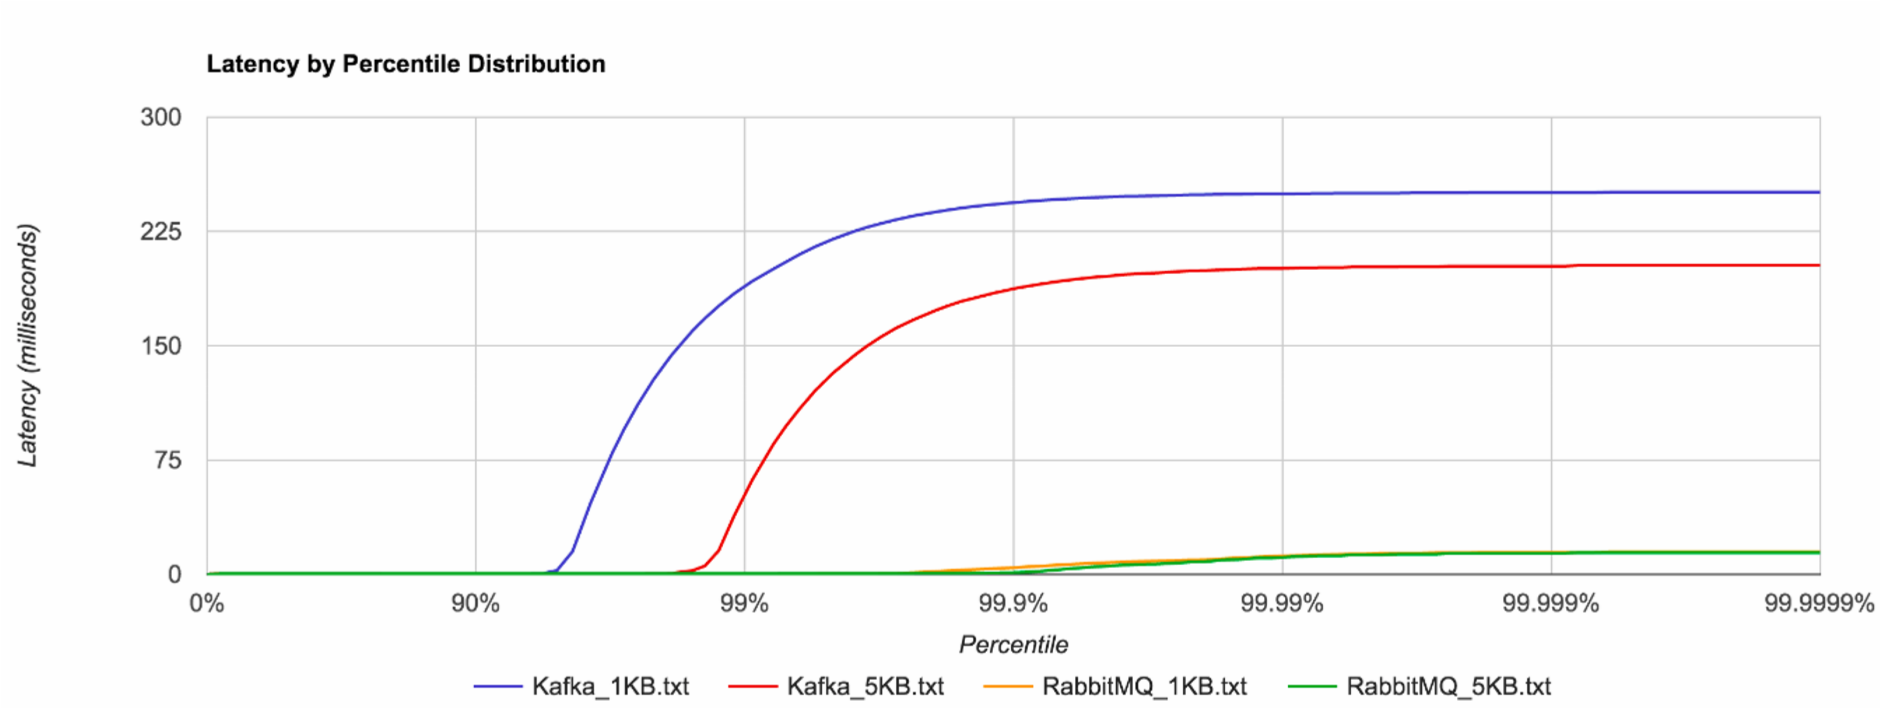 Latency by Percentile Distribution
300
225
150
75
0
Latency (milliseconds)
0% 90% 99% 99.9% 99.99% 99.999% 99.9999%
Percentile
Kafka_1KB.txt Kafka_5KB.txt RabbitMQ_1KB.txt RabbitMQ_5KB.txt